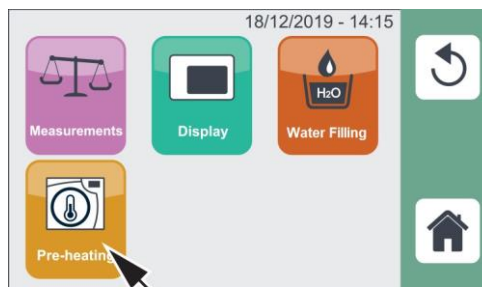 18/12/2019 - 14:15
Measurements
Display
H2O
Water Filling
Pre-heating